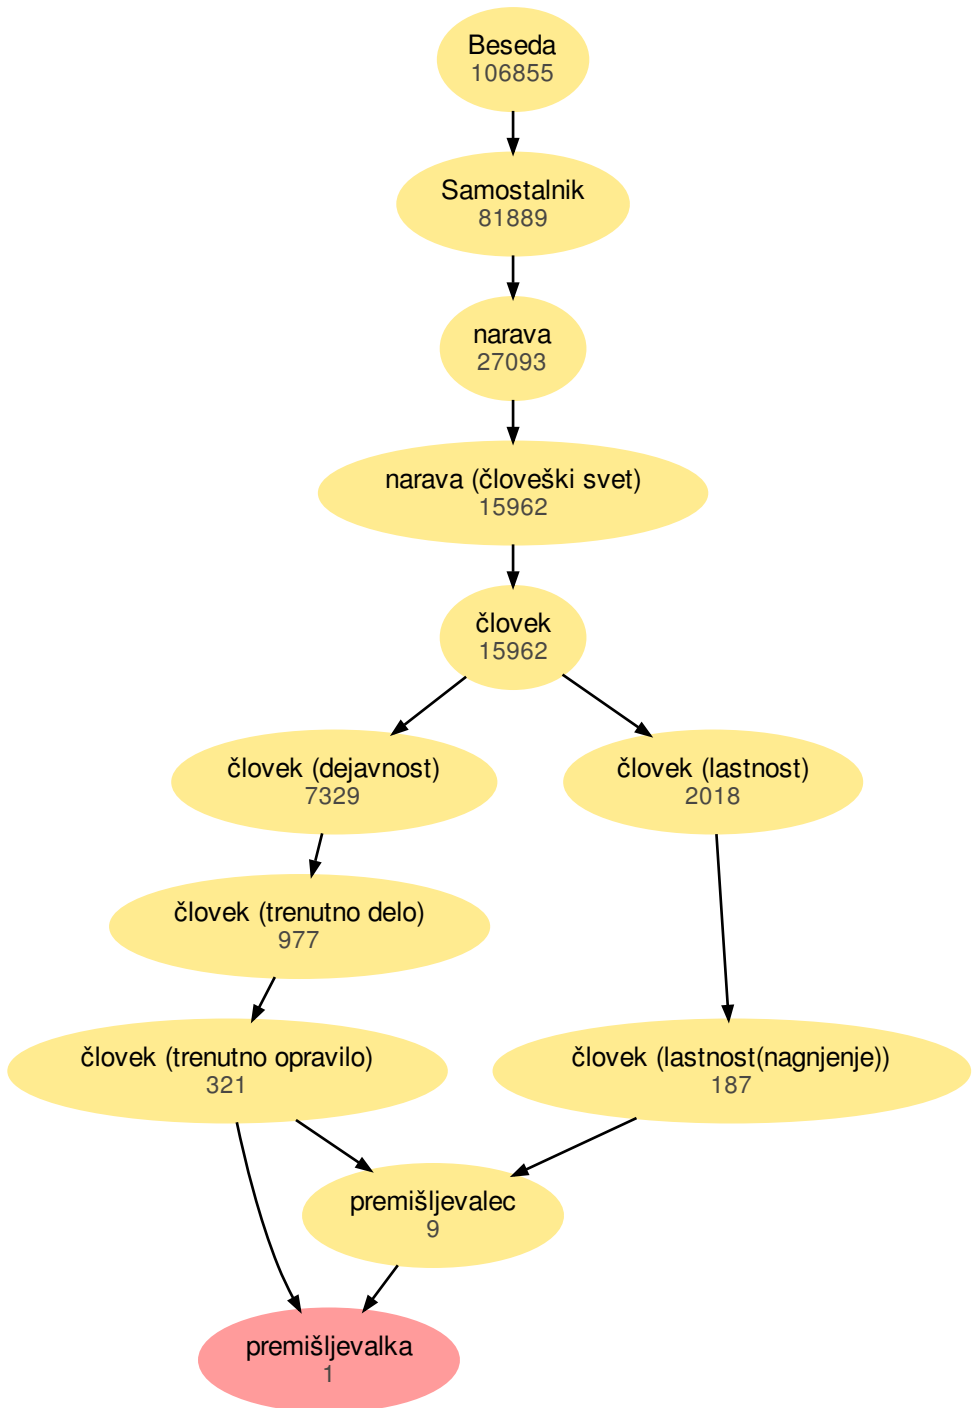 Beseda
106855
Samostalnik
81889
narava
27093
narava (človeški svet)
15962
človek
15962
človek (dejavnost)
7329
človek (lastnost)
2018
človek (trenutno delo)
977
človek (trenutno opravilo)
321
človek (lastnost(nagnjenje))
187
premišljevalec
9
premišljevalka
1